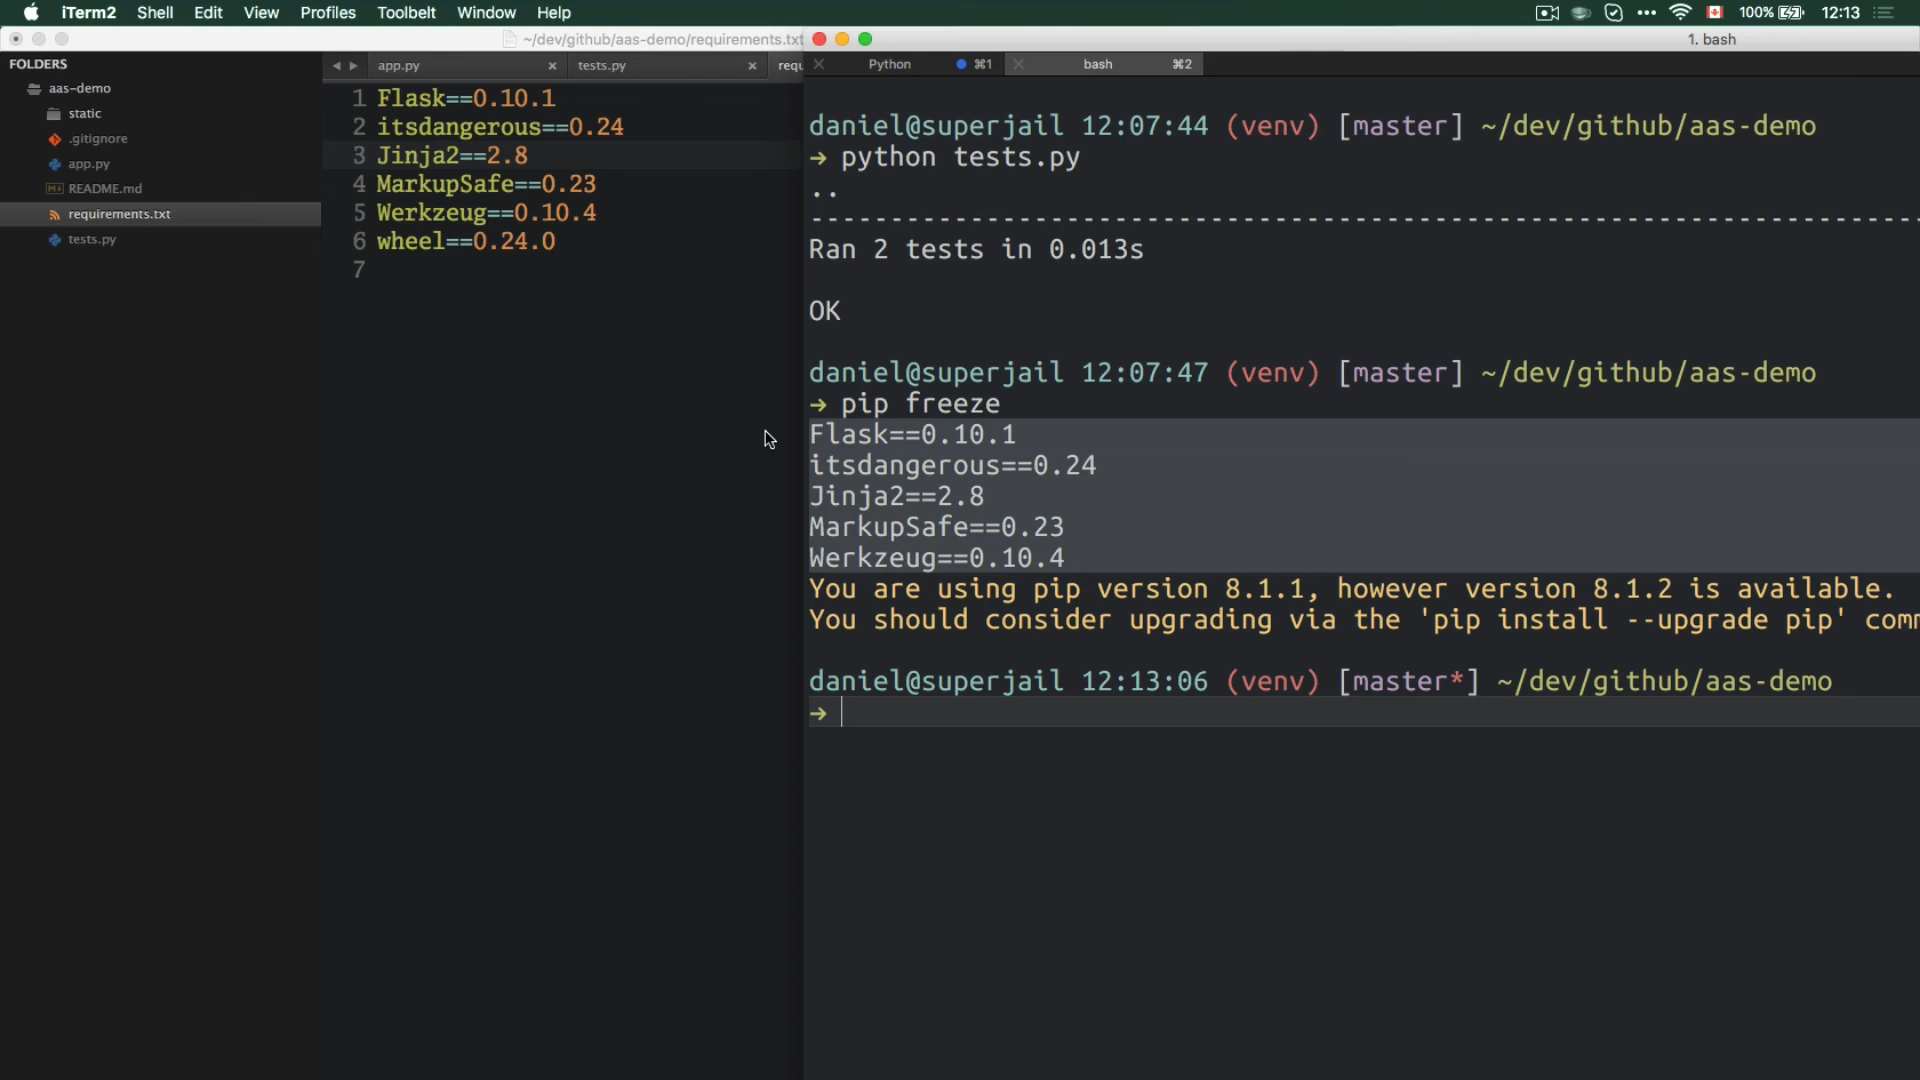 iTerm2 Shell Edit View Profiles Toolbelt Window Help 100% 12:13
~/dev/github/aas-demo/requirements.txt
1. bash
FOLDERS
aas-demo
static
.gitignore
app.py
README.md
requirements.txt
tests.py
app.py × tests.py × requ
1 Flask==0.10.1
2 itsdangerous==0.24
3 Jinja2==2.8
4 MarkupSafe==0.23
5 Werkzeug==0.10.4
6 wheel==0.24.0
7
Python ⌘1 bash ⌘2
daniel@superjail 12:07:44 (venv) [master] ~/dev/github/aas-demo
→ python tests.py
..
----------------------------------------------------------------------
Ran 2 tests in 0.013s
OK
daniel@superjail 12:07:47 (venv) [master] ~/dev/github/aas-demo
→ pip freeze
Flask==0.10.1
itsdangerous==0.24
Jinja2==2.8
MarkupSafe==0.23
Werkzeug==0.10.4
You are using pip version 8.1.1, however version 8.1.2 is available.
You should consider upgrading via the 'pip install --upgrade pip' comm
daniel@superjail 12:13:06 (venv) [master*] ~/dev/github/aas-demo
→